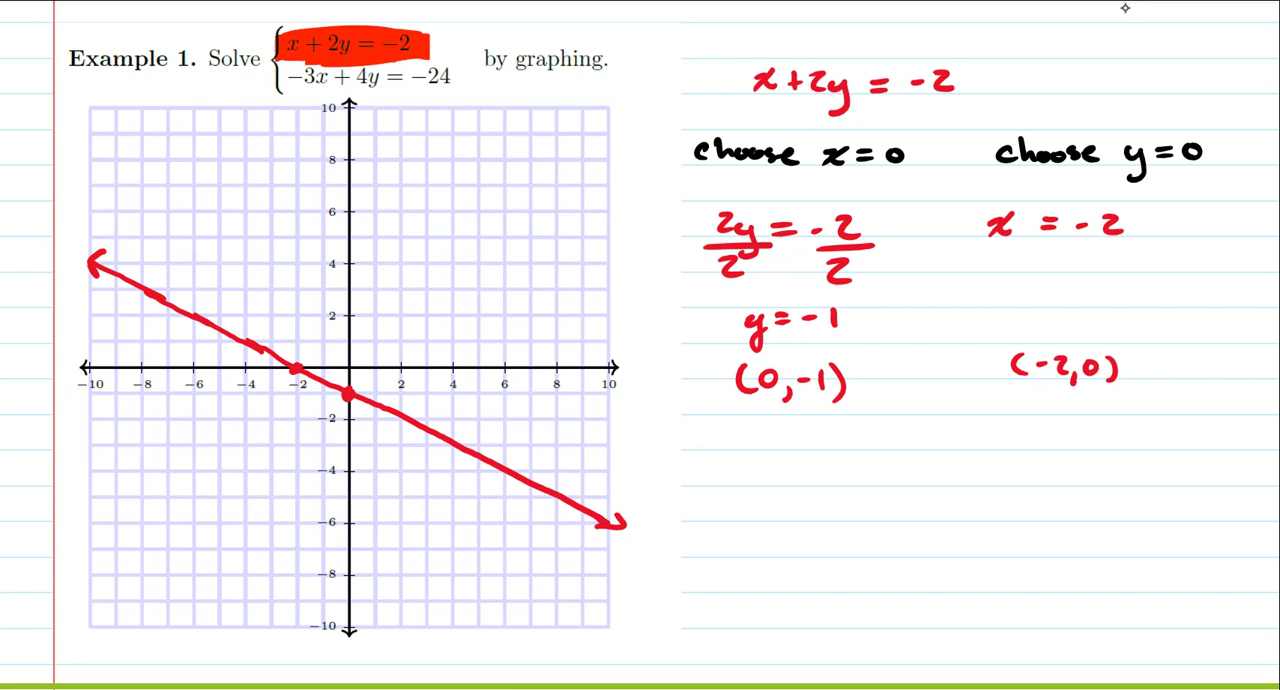 Example 1. Solve { x + 2y = −2
−3x + 4y = −24 by graphing.
x + 2y = -2
choose x = 0
choose y = 0
2y/2 = -2/2
x = -2
y = -1
(0, -1)
(-2, 0)
10
8
6
4
2
−10 −8 −6 −4 −2 2 4 6 8 10
−2
−4
−6
−8
−10